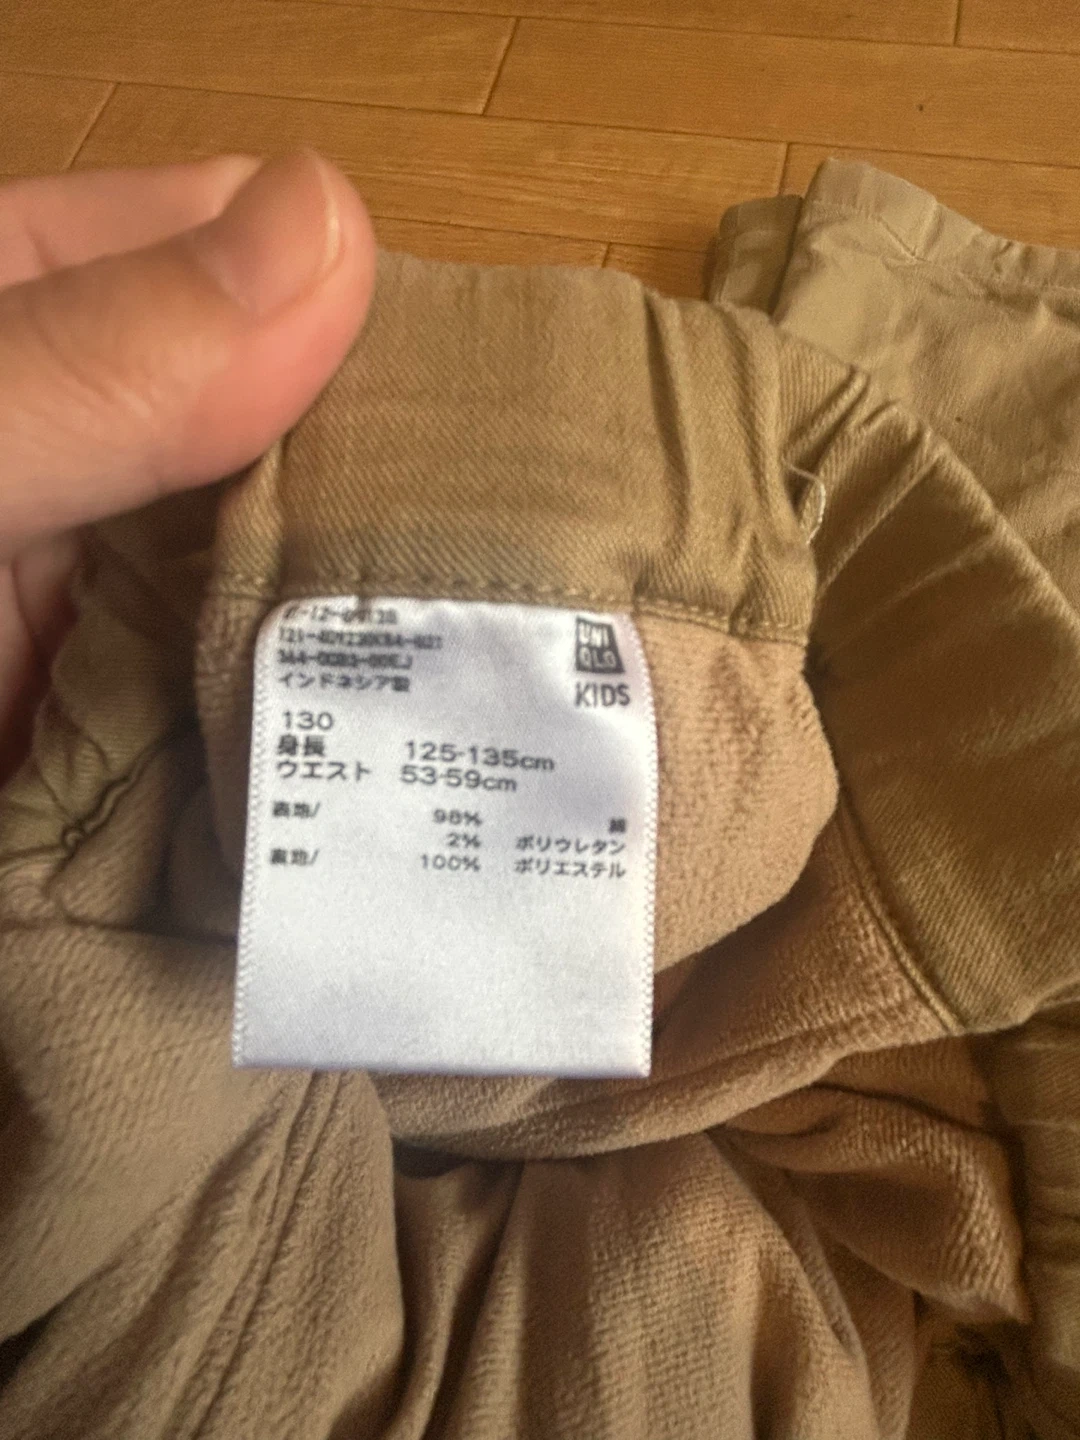 UNI
QLO
KIDS
インドネシア製
130
身長 125-135cm
ウエスト 53-59cm
98% 綿
2% ポリウレタン
裏地/ 100% ポリエステル